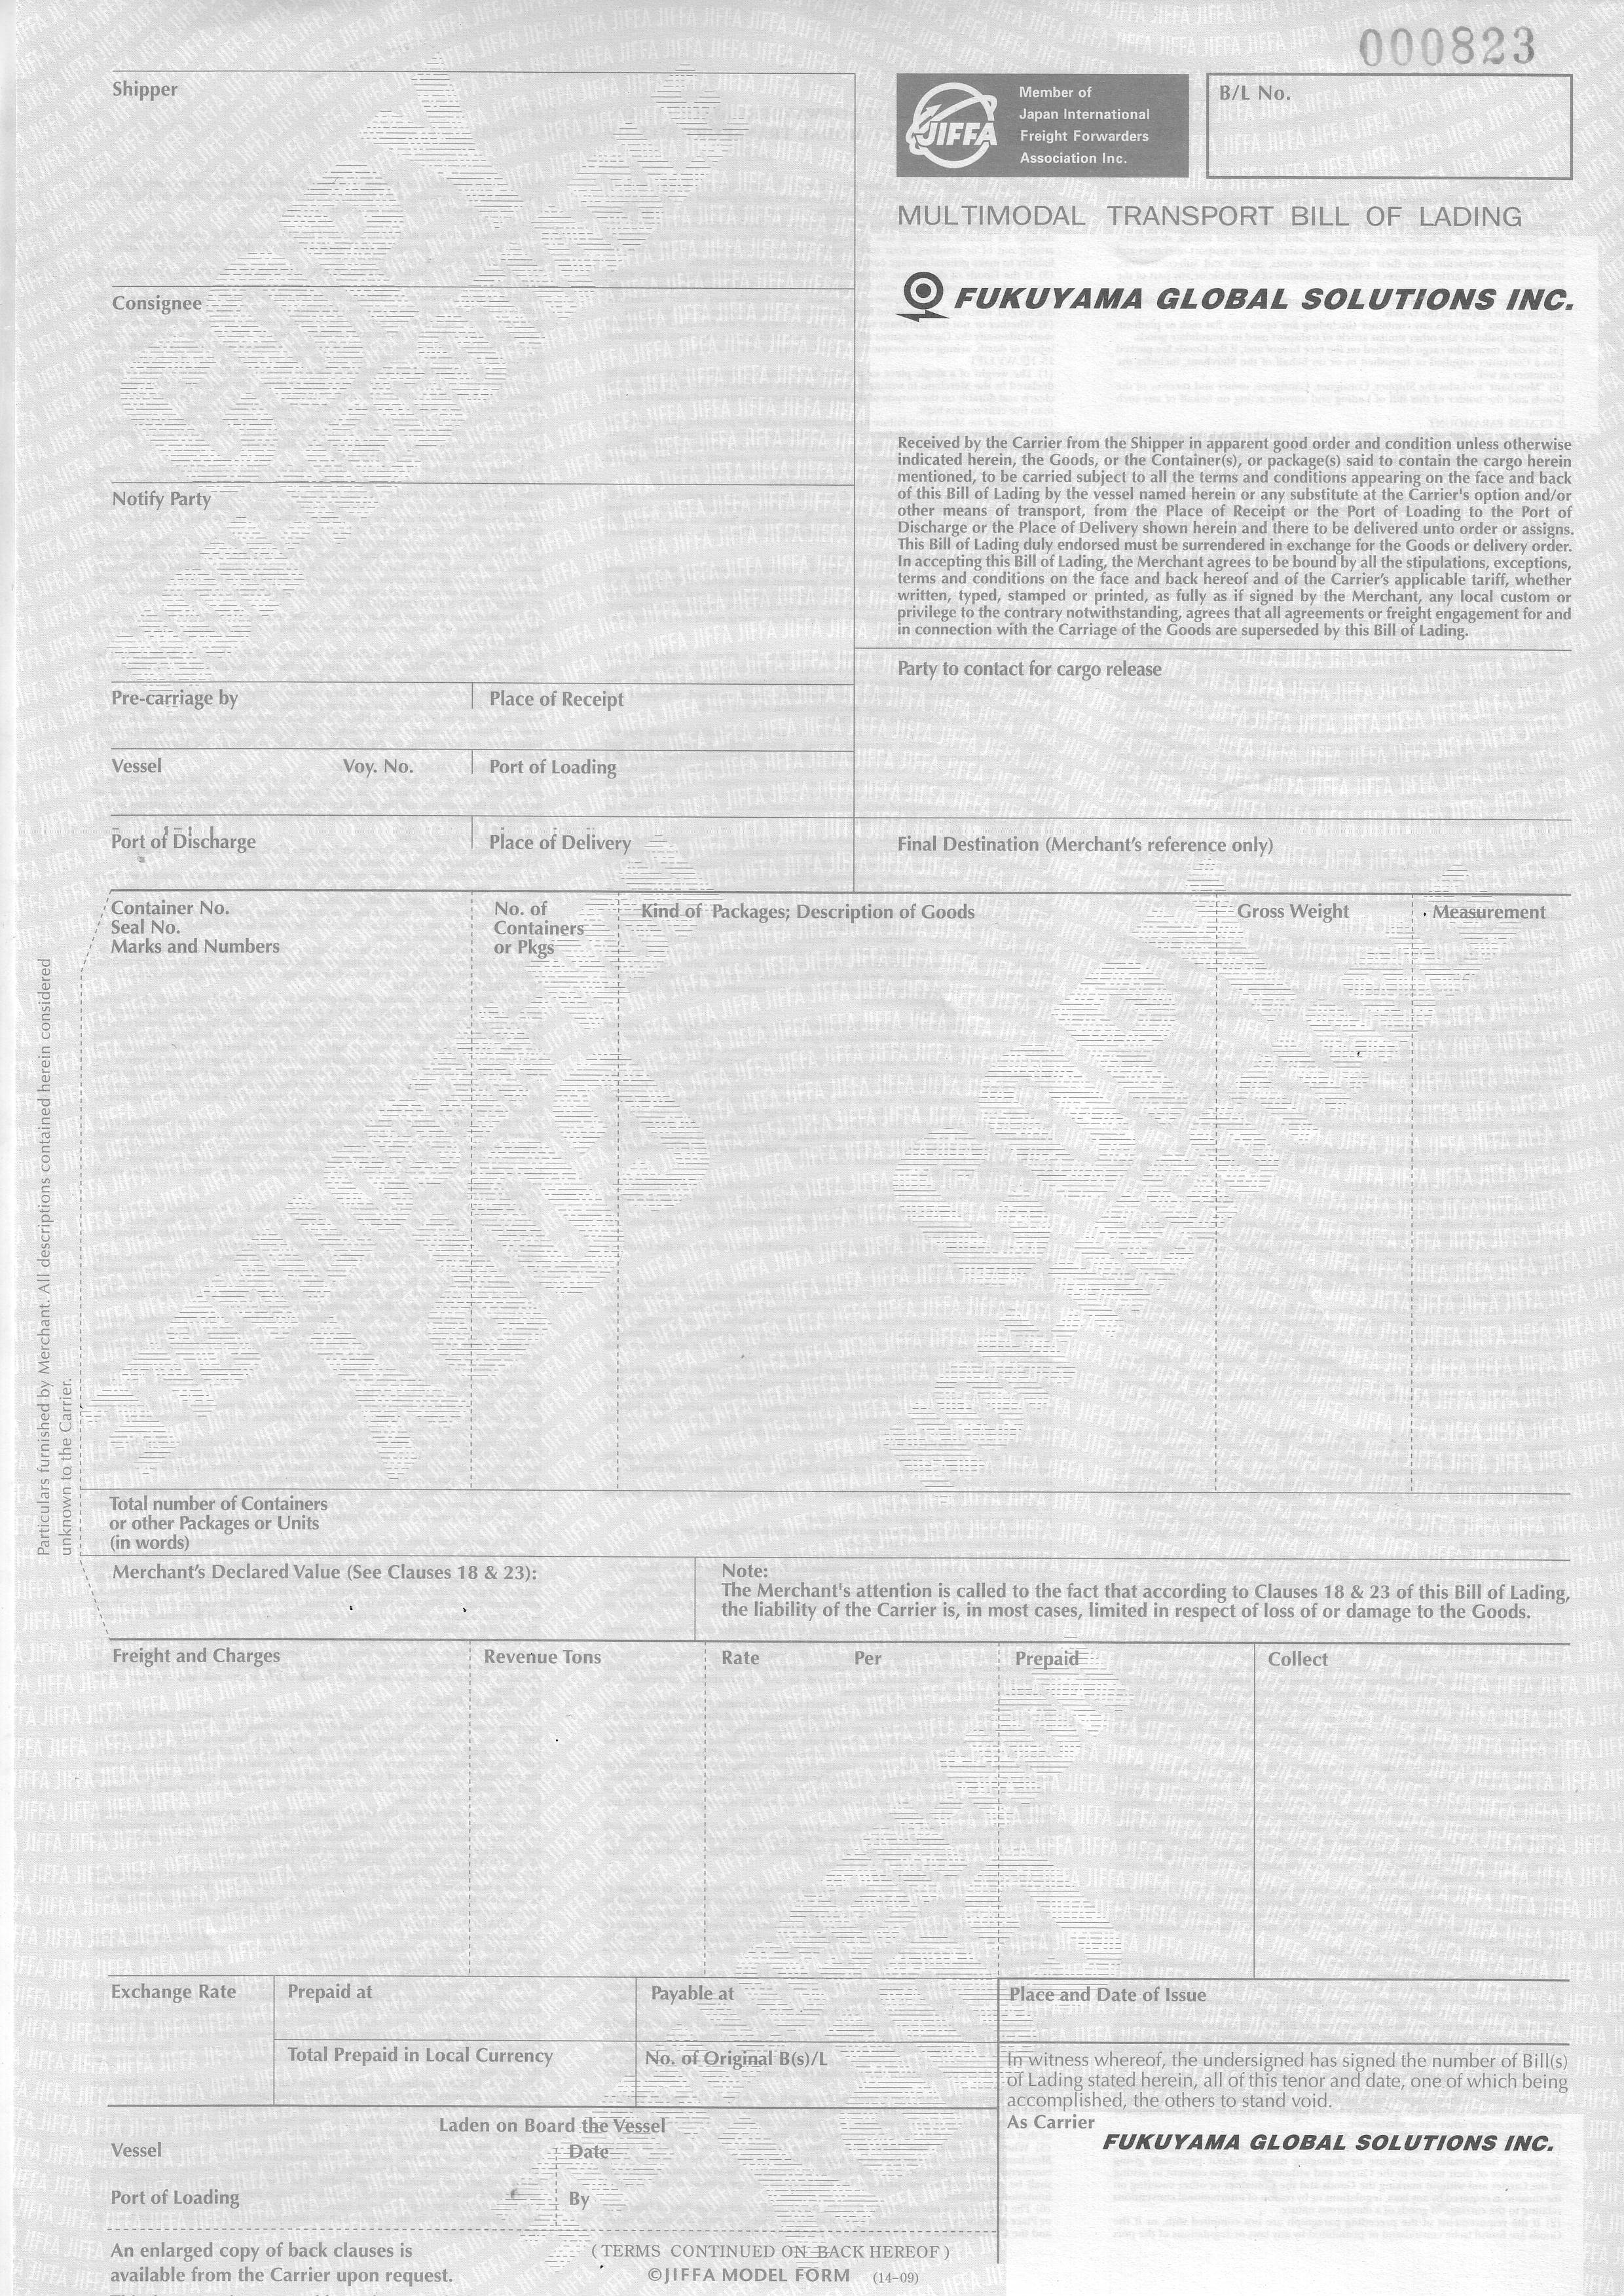 000823
Shipper
JIFFA
Member of
Japan International
Freight Forwarders
Association Inc.
B/L No.
MULTIMODAL TRANSPORT BILL OF LADING
FUKUYAMA GLOBAL SOLUTIONS INC.
Consignee
Notify Party
Received by the Carrier from the Shipper in apparent good order and condition unless otherwise
indicated herein, the Goods, or the Container(s), or package(s) said to contain the cargo herein
mentioned, to be carried subject to all the terms and conditions appearing on the face and back
of this Bill of Lading by the vessel named herein or any substitute at the Carrier's option and/or
other means of transport, from the Place of Receipt or the Port of Loading to the Port of
Discharge or the Place of Delivery shown herein and there to be delivered unto order or assigns.
This Bill of Lading duly endorsed must be surrendered in exchange for the Goods or delivery order.
In accepting this Bill of Lading, the Merchant agrees to be bound by all the stipulations, exceptions,
terms and conditions on the face and back hereof and of the Carrier's applicable tariff, whether
written, typed, stamped or printed, as fully as if signed by the Merchant, any local custom or
privilege to the contrary notwithstanding, agrees that all agreements or freight engagement for and
in connection with the Carriage of the Goods are superseded by this Bill of Lading.
Party to contact for cargo release
Pre-carriage by
Place of Receipt
Vessel Voy. No.
Port of Loading
Port of Discharge
Place of Delivery
Final Destination (Merchant's reference only)
Container No.
Seal No.
Marks and Numbers
No. of
Containers
or Pkgs
Kind of Packages; Description of Goods
Gross Weight
Measurement
Particulars furnished by Merchant. All descriptions contained herein considered
unknown to the Carrier.
Total number of Containers
or other Packages or Units
(in words)
Merchant's Declared Value (See Clauses 18 & 23):
Note:
The Merchant's attention is called to the fact that according to Clauses 18 & 23 of this Bill of Lading,
the liability of the Carrier is, in most cases, limited in respect of loss of or damage to the Goods.
Freight and Charges
Revenue Tons
Rate Per
Prepaid
Collect
Exchange Rate
Prepaid at
Payable at
Place and Date of Issue
Total Prepaid in Local Currency
No. of Original B(s)/L
In witness whereof, the undersigned has signed the number of Bill(s)
of Lading stated herein, all of this tenor and date, one of which being
accomplished, the others to stand void.
As Carrier
FUKUYAMA GLOBAL SOLUTIONS INC.
Laden on Board the Vessel
Vessel
Date
Port of Loading
By
An enlarged copy of back clauses is
available from the Carrier upon request.
( TERMS CONTINUED ON BACK HEREOF )
©JIFFA MODEL FORM (14-09)